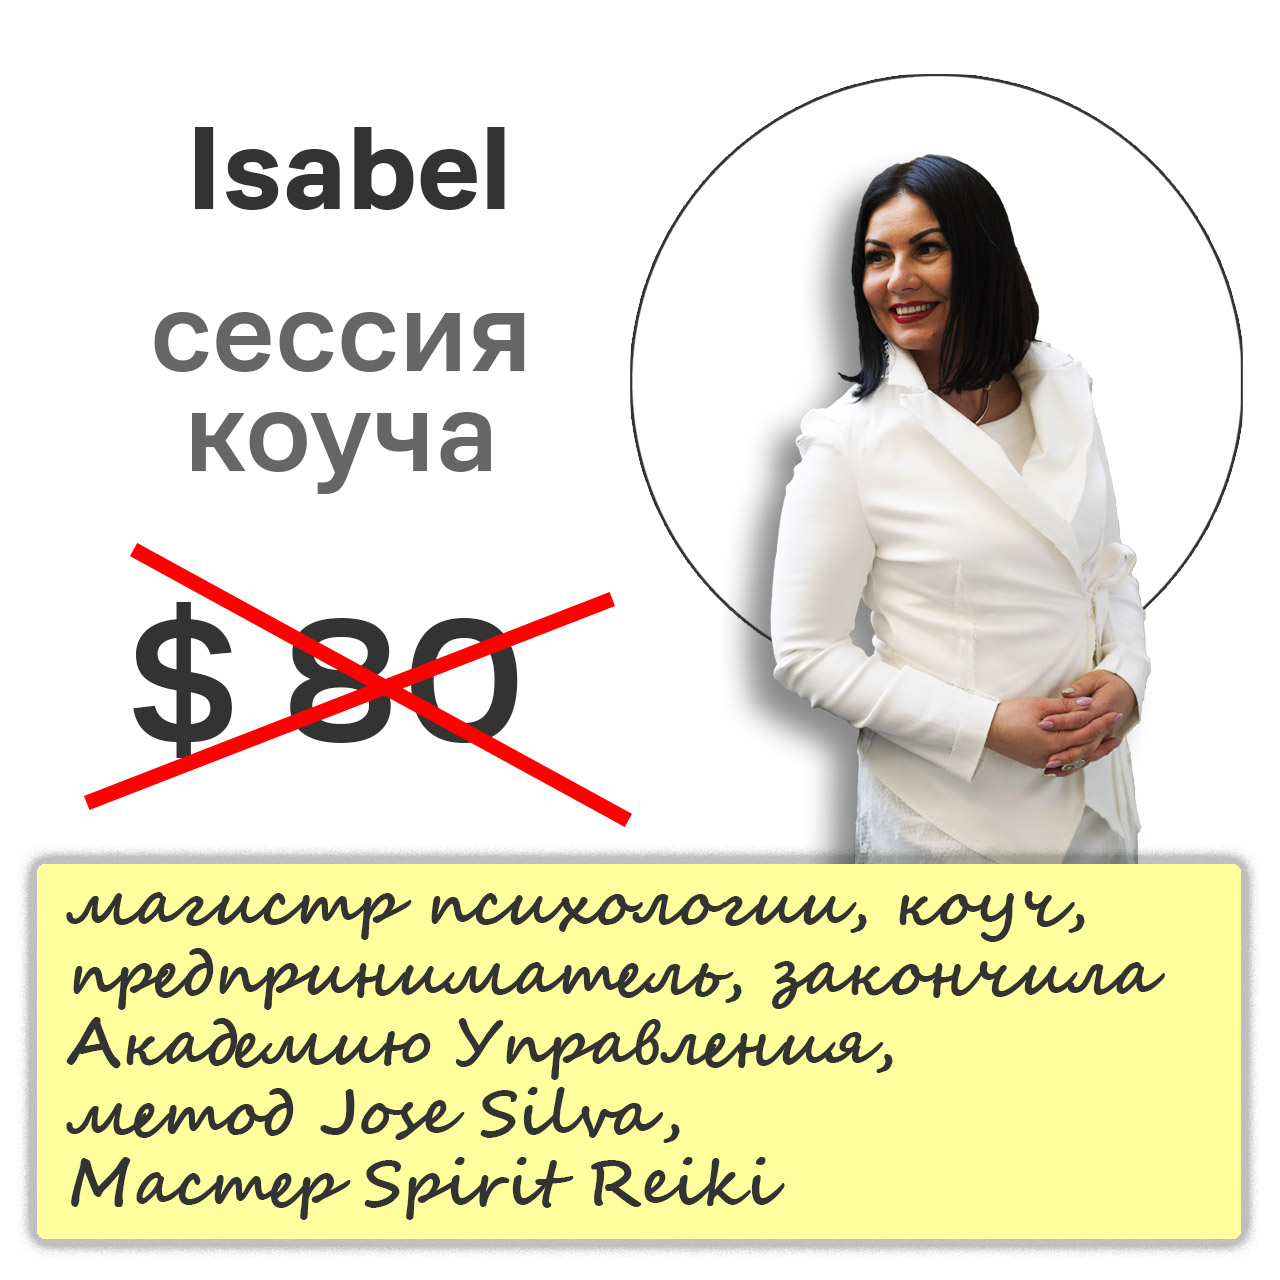 Isabel
сессия
коуча
$ 80
магистр психологии, коуч,
предприниматель, закончила
Академию Управления,
метод Jose Silva,
Мастер Spirit Reiki